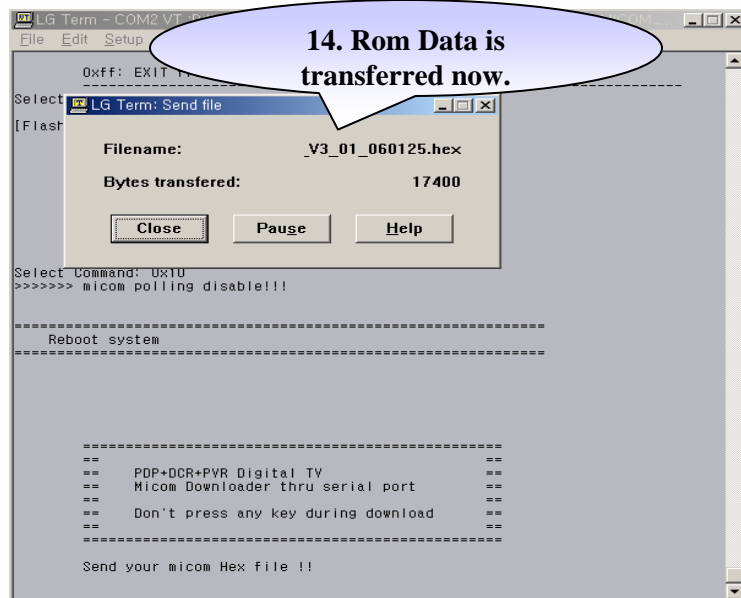 LG Term - COM2 VT
File Edit Setup
14. Rom Data is
transferred now.
0xff: EXIT
Select
LG Term: Send file
[Flash
Filename: _V3_01_060125.hex
Bytes transfered: 17400
Close Pause Help
Select Command: 0x10
>>>>>>> micom polling disable!!!
==============================================================
Reboot system
==============================================================
=================================================
== ==
== PDP+DCR+PVR Digital TV ==
== Micom Downloader thru serial port ==
== ==
== Don't press any key during download ==
== ==
=================================================
Send your micom Hex file !!